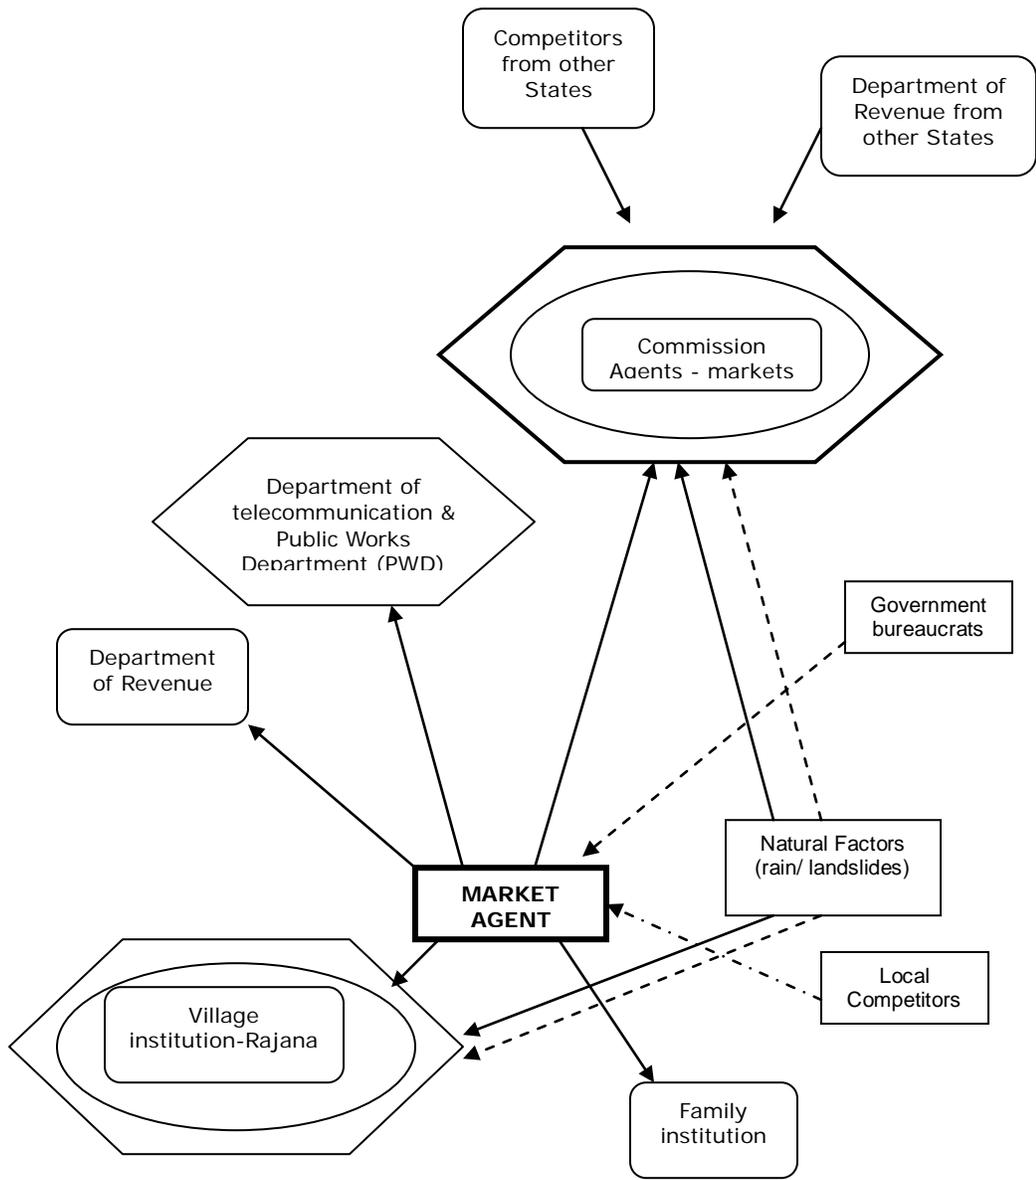 Competitors
from other
States
Department of
Revenue from
other States
Commission
Agents - markets
Department of
telecommunication &
Public Works
Department (PWD)
Government
bureaucrats
Department
of Revenue
Natural Factors
(rain/ landslides)
MARKET
AGENT
Local
Competitors
Village
institution-Rajana
Family
institution